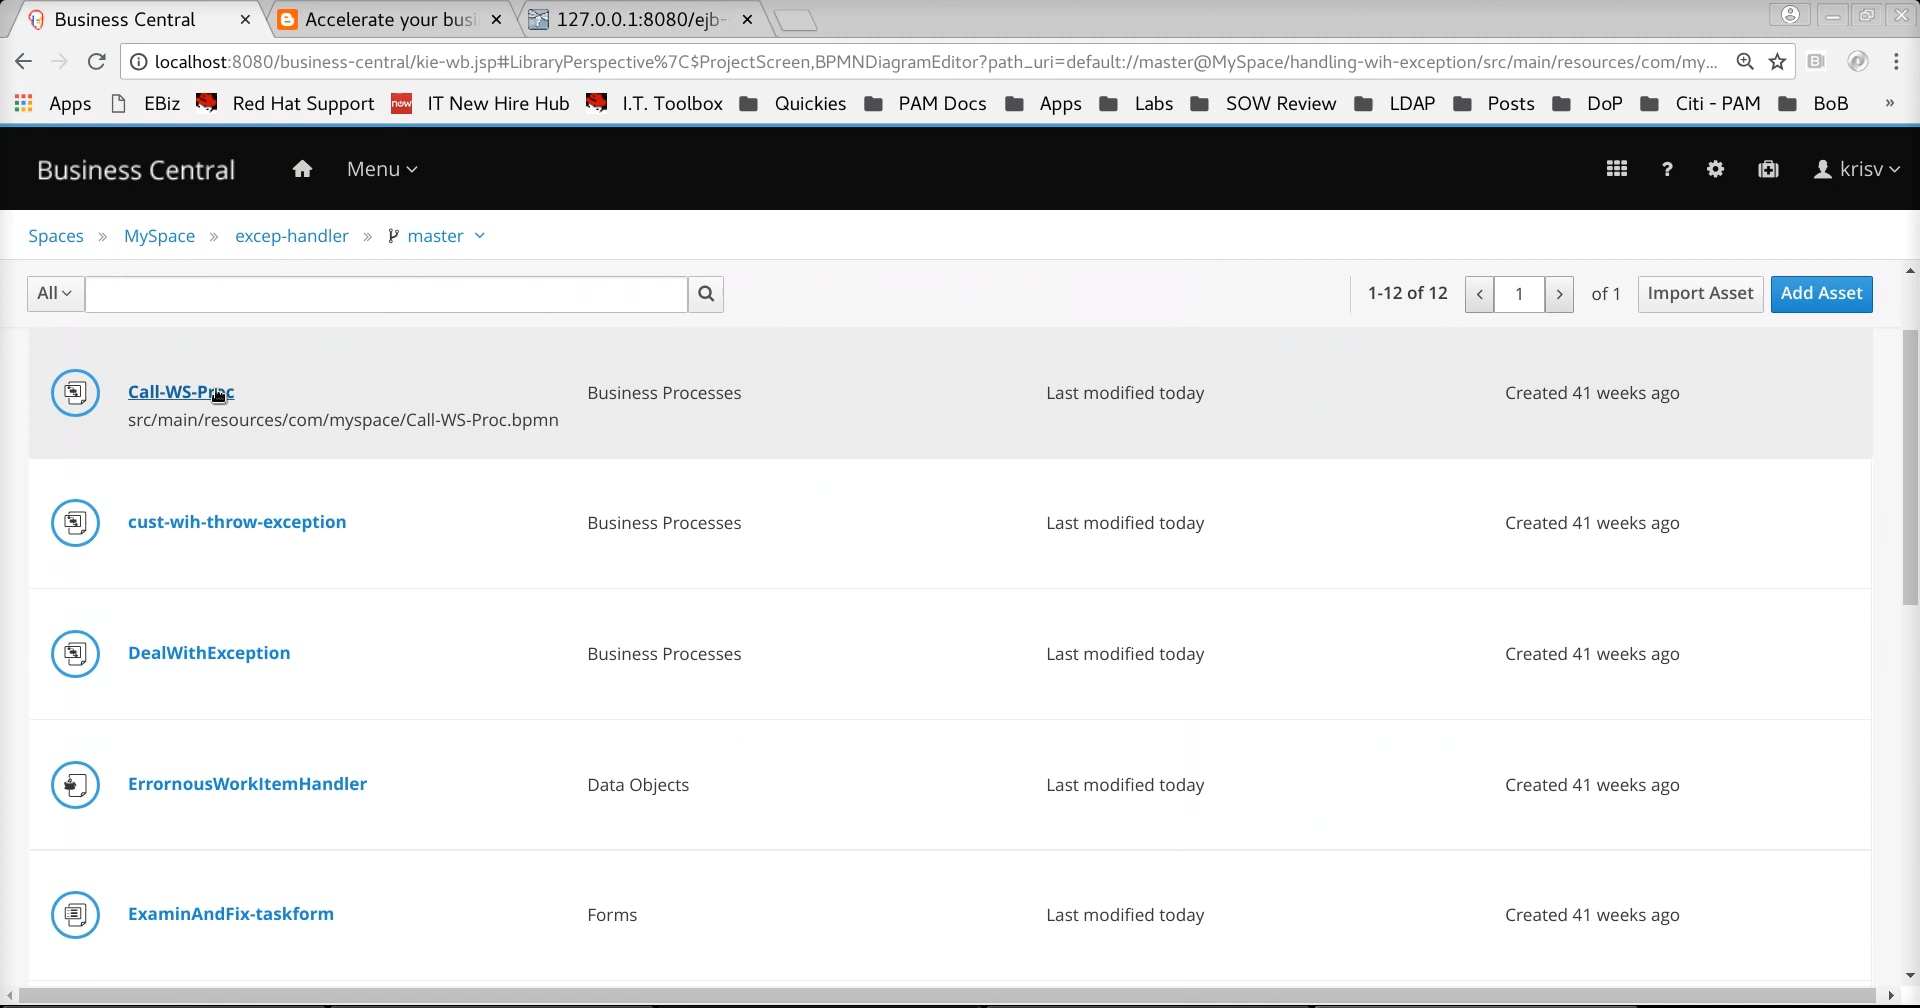 Business Central Accelerate your busi 127.0.0.1:8080/ejb-
localhost:8080/business-central/kie-wb.jsp#LibraryPerspective%7C$ProjectScreen,BPMNDiagramEditor?path_uri=default://master@MySpace/handling-wih-exception/src/main/resources/com/my...
Apps EBiz Red Hat Support now IT New Hire Hub I.T. Toolbox Quickies PAM Docs Apps Labs SOW Review LDAP Posts DoP Citi - PAM BoB »
Business Central Menu ? krisv
Spaces » MySpace » excep-handler » master
All 1-12 of 12 < 1 > of 1 Import Asset Add Asset
Call-WS-Proc Business Processes Last modified today Created 41 weeks ago
src/main/resources/com/myspace/Call-WS-Proc.bpmn
cust-wih-throw-exception Business Processes Last modified today Created 41 weeks ago
DealWithException Business Processes Last modified today Created 41 weeks ago
ErrornousWorkItemHandler Data Objects Last modified today Created 41 weeks ago
ExaminAndFix-taskform Forms Last modified today Created 41 weeks ago